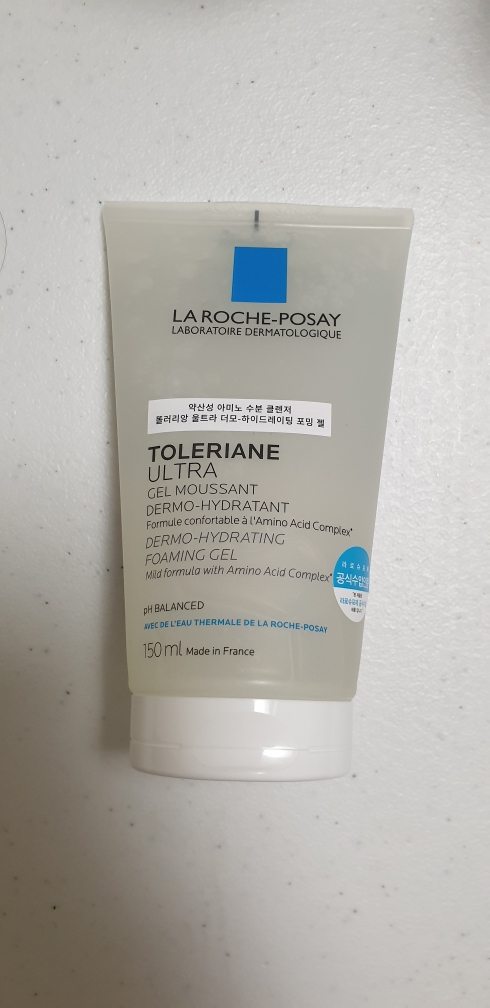 LA ROCHE-POSAY
LABORATOIRE DERMATOLOGIQUE
약산성 아미노 수분 클렌저
똘러리앙 울트라 더모-하이드레이팅 포밍 젤
TOLERIANE
ULTRA
GEL MOUSSANT
DERMO-HYDRATANT
Formule confortable à l'Amino Acid Complex*
DERMO-HYDRATING
FOAMING GEL
Mild formula with Amino Acid Complex*
공식수입
pH BALANCED
AVEC DE L'EAU THERMALE DE LA ROCHE-POSAY
150 ml Made in France